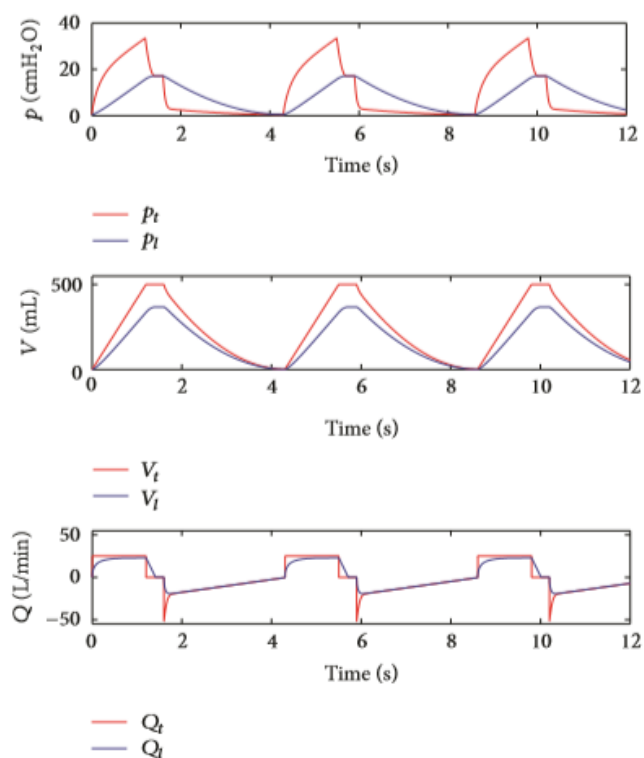 40
20
0
p (cmH₂O)
0 2 4 6 8 10 12
Time (s)
pₜ
pₗ
500
0
V (mL)
0 2 4 6 8 10 12
Time (s)
Vₜ
Vₗ
50
0
−50
Q (L/min)
0 2 4 6 8 10 12
Time (s)
Qₜ
Qₗ